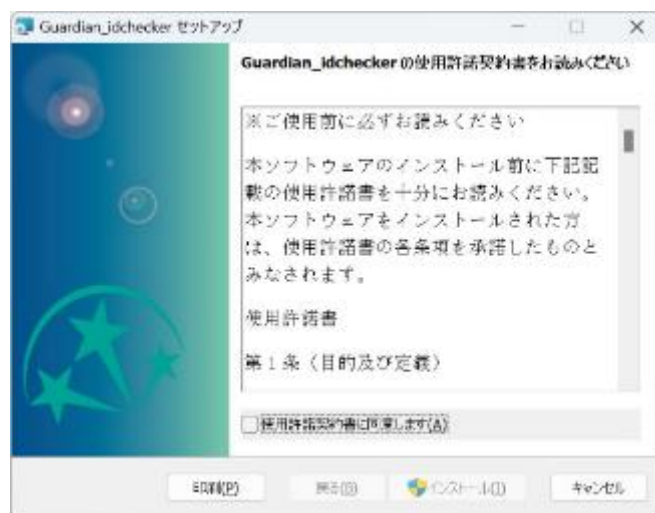 Guardian_idchecker セットアップ
Guardian_idchecker の使用許諾契約書をお読みください
※ご使用前に必ずお読みください
本ソフトウェアのインストール前に下記記
載の使用許諾書を十分にお読みください。
本ソフトウェアをインストールされた方
は、使用許諾書の各条項を承諾したものと
みなされます。
使用許諾書
第１条（目的及び定義）
使用許諾契約書に同意します(A)
印刷(P) 戻る(B) インストール(I) キャンセル